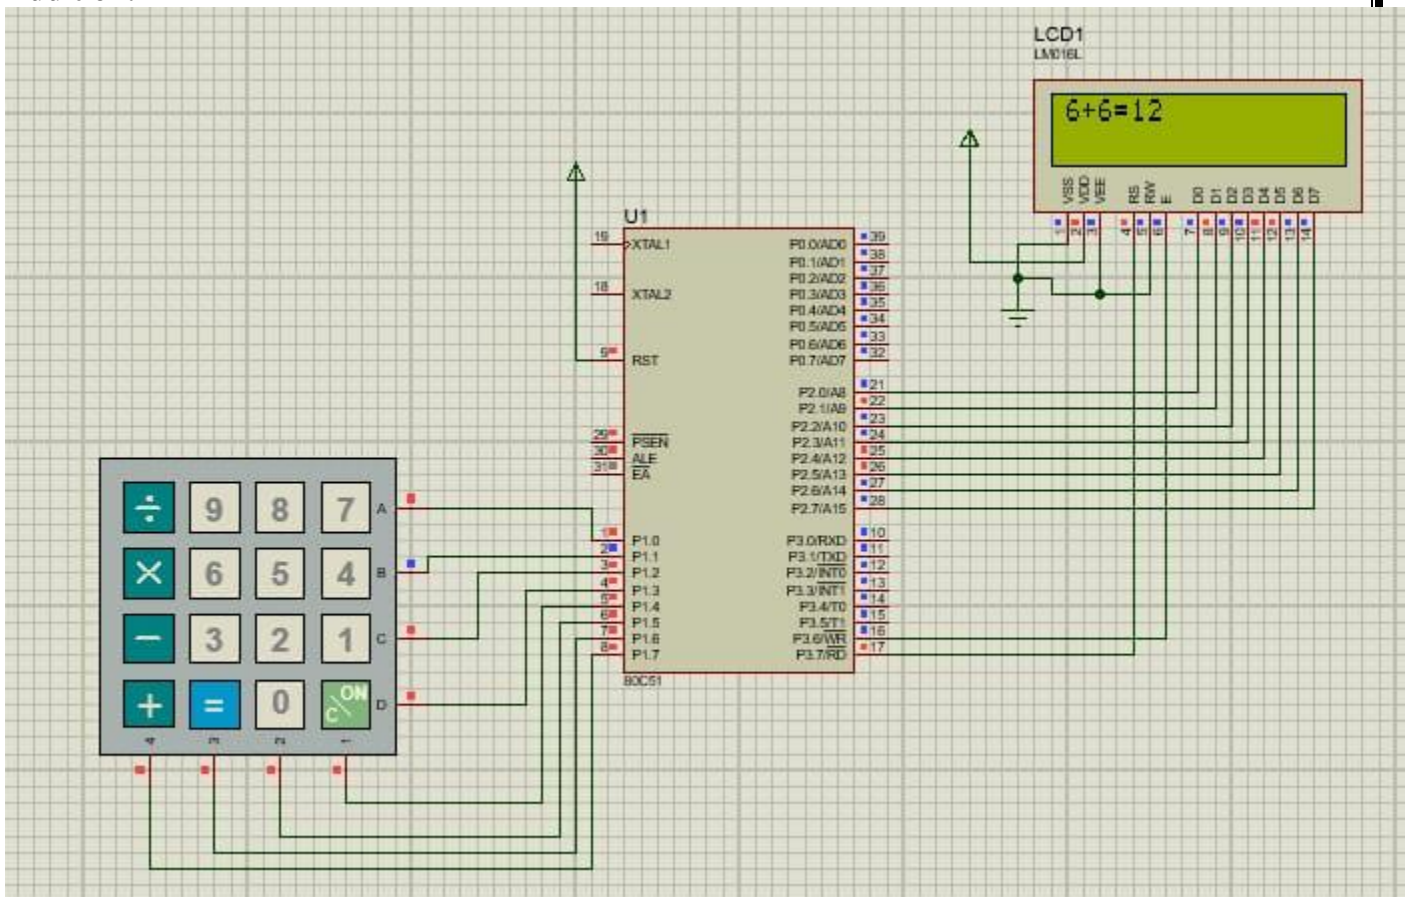 LCD1
LM016L
6+6=12
VSS
VDD
VEE
RS
RW
E
D0
D1
D2
D3
D4
D5
D6
D7
1
2
3
4
5
6
7
8
9
10
11
12
13
14
U1
19 XTAL1
18 XTAL2
9 RST
29 PSEN
30 ALE
31 EA
1 P1.0
2 P1.1
3 P1.2
4 P1.3
5 P1.4
6 P1.5
7 P1.6
8 P1.7
P0.0/AD0 39
P0.1/AD1 38
P0.2/AD2 37
P0.3/AD3 36
P0.4/AD4 35
P0.5/AD5 34
P0.6/AD6 33
P0.7/AD7 32
P2.0/A8 21
P2.1/A9 22
P2.2/A10 23
P2.3/A11 24
P2.4/A12 25
P2.5/A13 26
P2.6/A14 27
P2.7/A15 28
P3.0/RXD 10
P3.1/TXD 11
P3.2/INT0 12
P3.3/INT1 13
P3.4/T0 14
P3.5/T1 15
P3.6/WR 16
P3.7/RD 17
80C51
÷ 9 8 7 A
× 6 5 4 B
− 3 2 1 C
+ = 0 ON/C D
4 3 2 1